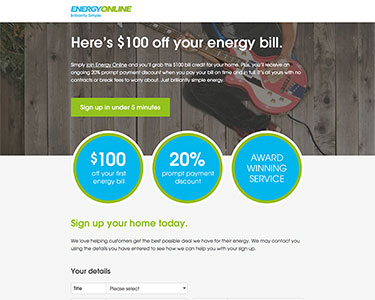 ENERGYONLINE
Brilliantly Simple
Here's $100 off your energy bill.
Simply join Energy Online and you'll grab this $100 bill credit for your home. Plus, you'll receive an
ongoing 20% prompt payment discount when you pay your bill on time and in full. It's all yours with no
contracts or break fees to worry about. Just brilliantly simple energy.
Sign up in under 5 minutes
$100
off your first
energy bill
20%
prompt payment
discount
AWARD
WINNING
SERVICE
Sign up your home today.
We love helping customers get the best possible deal we have for their energy. We may contact you
using the details you have entered to see how we can help you with your sign up.
Your details
Title
Please select